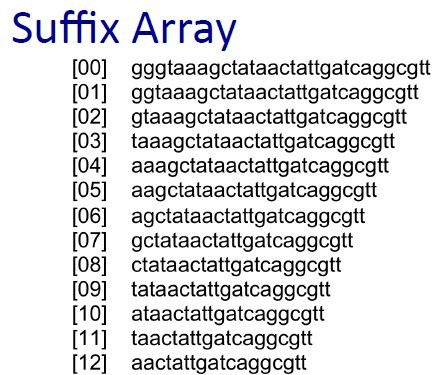 Suffix Array
[00] gggtaaagctataactattgatcaggcgtt
[01] ggtaaagctataactattgatcaggcgtt
[02] gtaaagctataactattgatcaggcgtt
[03] taaagctataactattgatcaggcgtt
[04] aaagctataactattgatcaggcgtt
[05] aagctataactattgatcaggcgtt
[06] agctataactattgatcaggcgtt
[07] gctataactattgatcaggcgtt
[08] ctataactattgatcaggcgtt
[09] tataactattgatcaggcgtt
[10] ataactattgatcaggcgtt
[11] taactattgatcaggcgtt
[12] aactattgatcaggcgtt